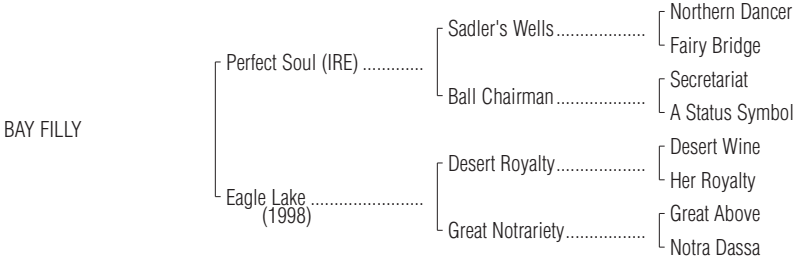 Northern Dancer
Sadler's Wells....................
Fairy Bridge
Perfect Soul (IRE) .............
Secretariat
Ball Chairman....................
A Status Symbol
BAY FILLY
Desert Wine
Desert Royalty....................
Her Royalty
Eagle Lake ........................
(1998)
Great Above
Great Notrariety..................
Notra Dassa